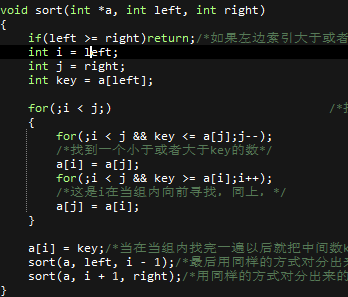 void sort(int *a, int left, int right)
{
if(left >= right)return;/*如果左边索引大于或者
int i = left;
int j = right;
int key = a[left];
for(;i < j;) /*
{
for(;i < j && key <= a[j];j--);
/*找到一个小于或者大于key的数*/
a[i] = a[j];
for(;i < j && key >= a[i];i++);
/*这是i在当组内向前寻找，同上，*/
a[j] = a[i];
}
a[i] = key;/*当在当组内找完一遍以后就把中间数k
sort(a, left, i - 1);/*最后用同样的方式对分出来
sort(a, i + 1, right);/*用同样的方式对分出来的
}